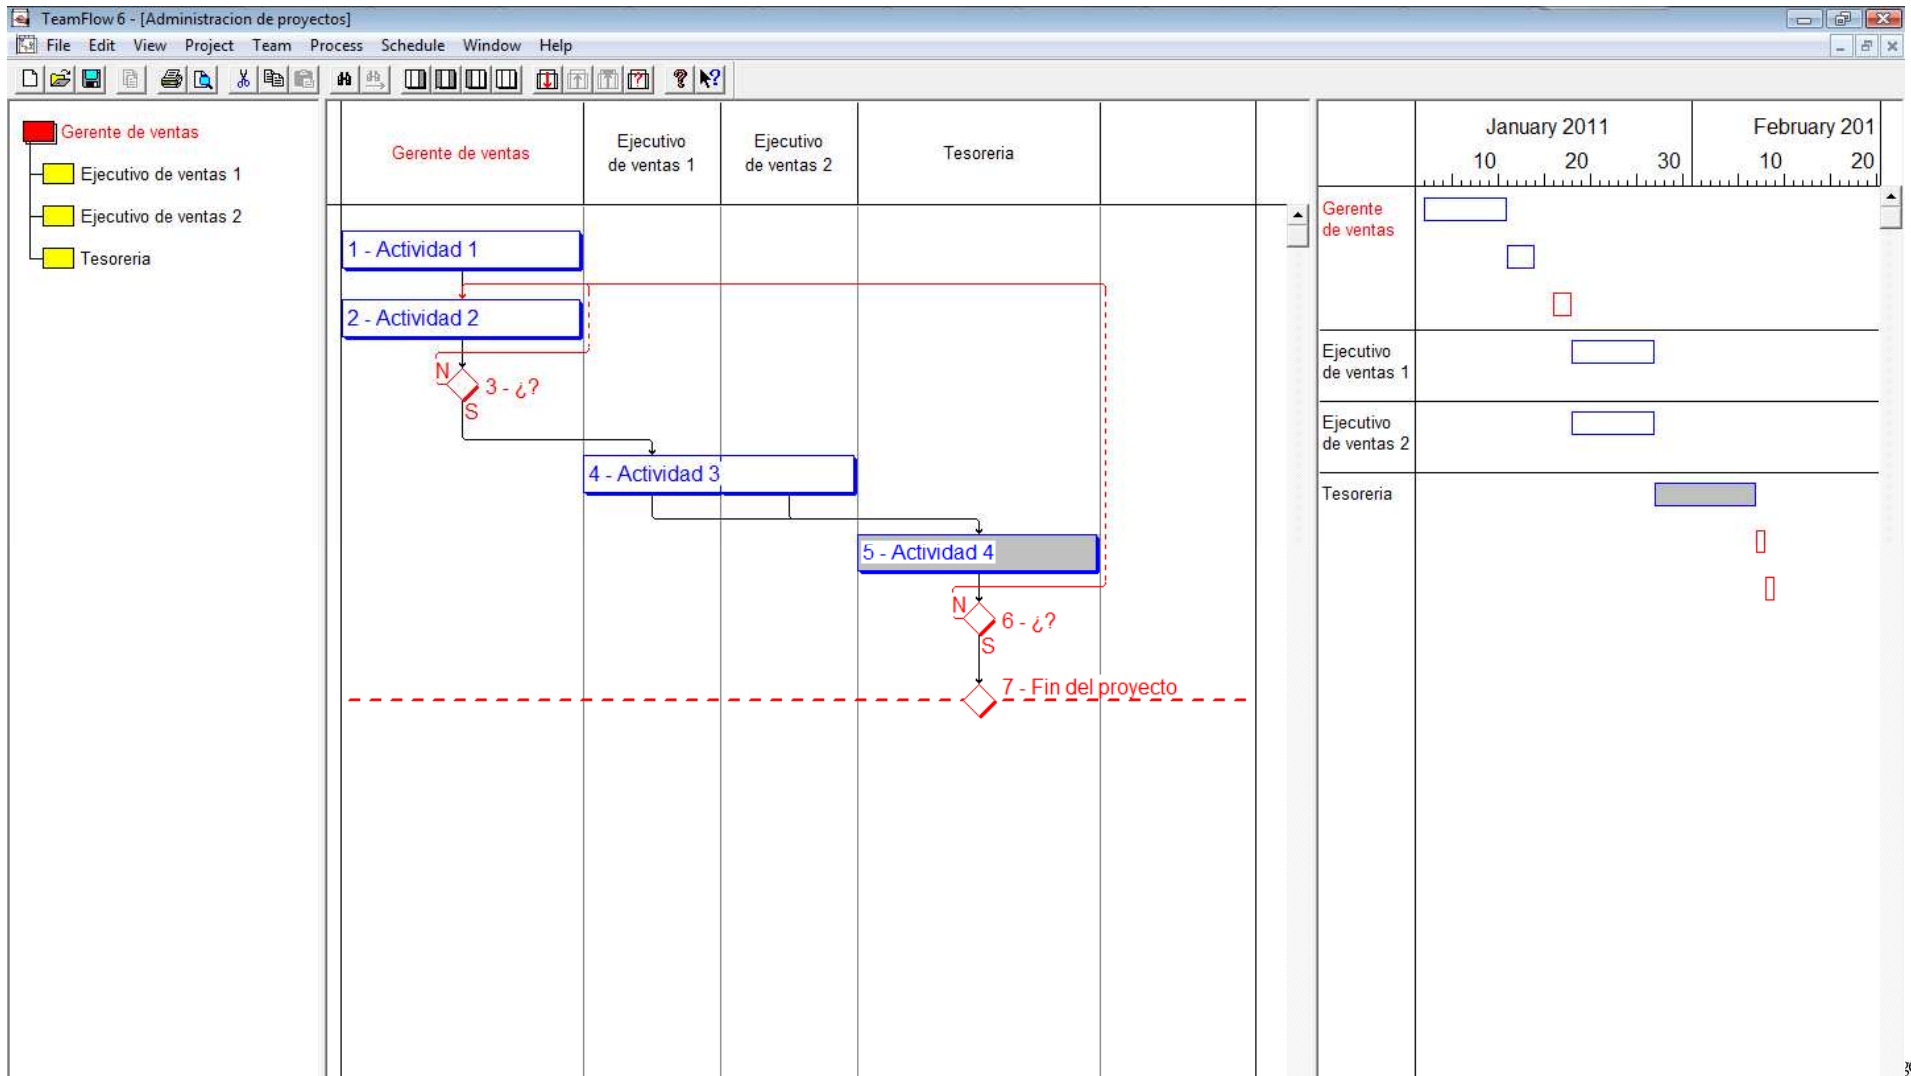 TeamFlow 6 - [Administracion de proyectos]
File Edit View Project Team Process Schedule Window Help
Gerente de ventas
Ejecutivo de ventas 1
Ejecutivo de ventas 2
Tesoreria
Gerente de ventas
Ejecutivo
de ventas 1
Ejecutivo
de ventas 2
Tesoreria
1 - Actividad 1
2 - Actividad 2
N
3 - ¿?
S
4 - Actividad 3
5 - Actividad 4
N
6 - ¿?
S
7 - Fin del proyecto
January 2011
February 201
10 20 30 10 20
Gerente
de ventas
Ejecutivo
de ventas 1
Ejecutivo
de ventas 2
Tesoreria